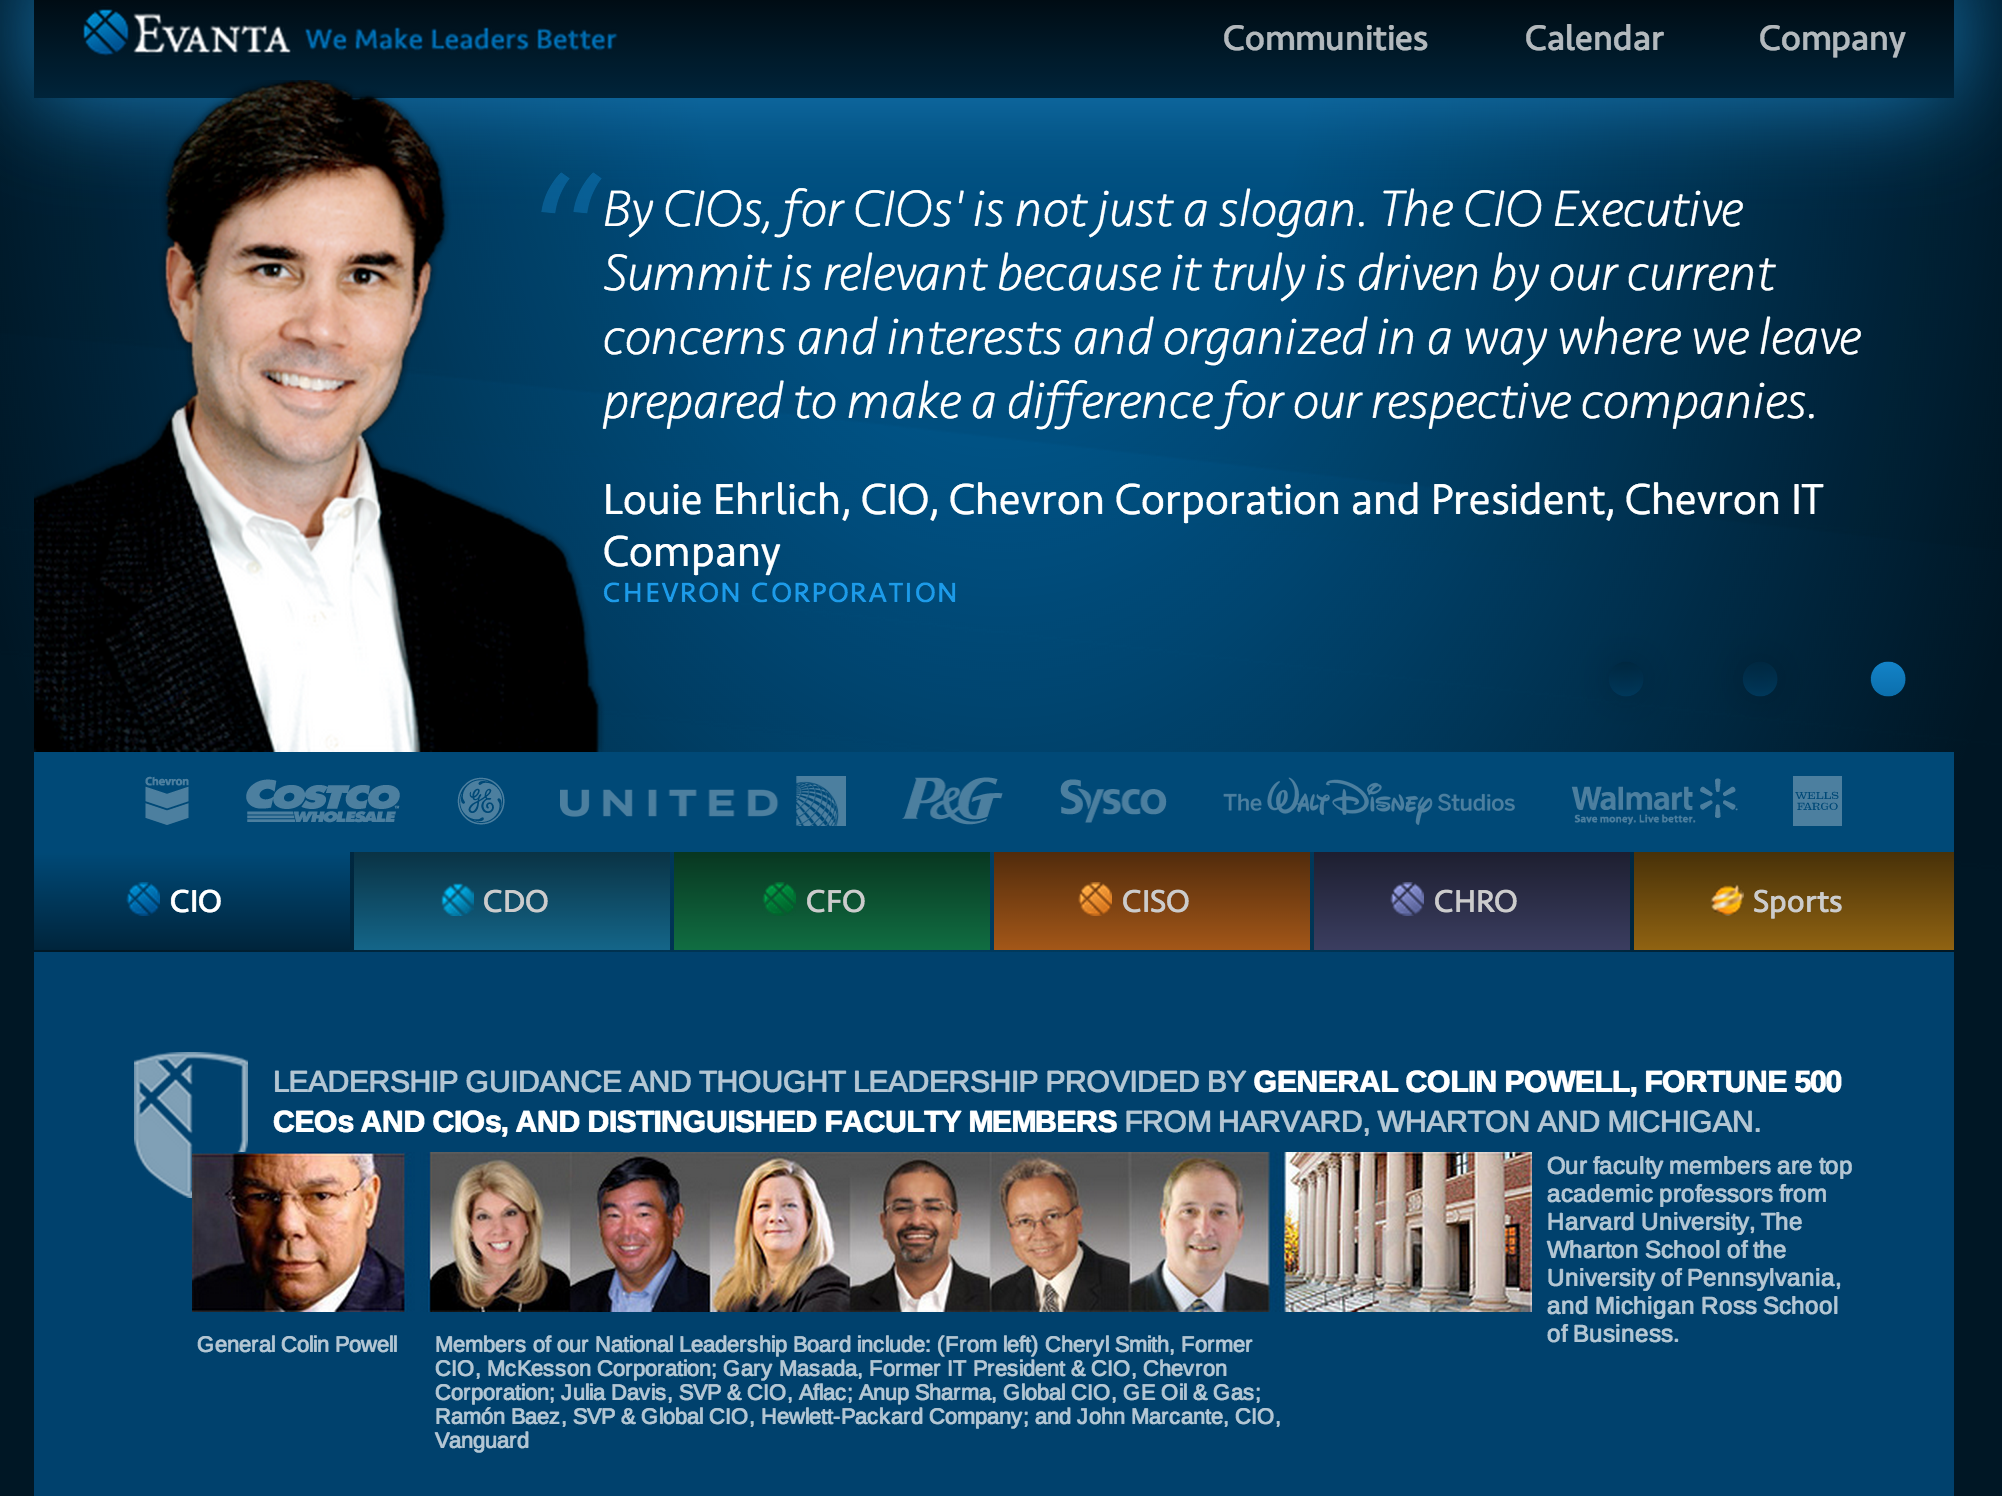 EVANTA We Make Leaders Better
Communities Calendar Company
“By CIOs, for CIOs' is not just a slogan. The CIO Executive
Summit is relevant because it truly is driven by our current
concerns and interests and organized in a way where we leave
prepared to make a difference for our respective companies.
Louie Ehrlich, CIO, Chevron Corporation and President, Chevron IT
Company
CHEVRON CORPORATION
Chevron COSTCO WHOLESALE GE UNITED P&G Sysco The WALT DISNEY Studios Walmart Save money. Live better. WELLS FARGO
CIO CDO CFO CISO CHRO Sports
LEADERSHIP GUIDANCE AND THOUGHT LEADERSHIP PROVIDED BY GENERAL COLIN POWELL, FORTUNE 500
CEOs AND CIOs, AND DISTINGUISHED FACULTY MEMBERS FROM HARVARD, WHARTON AND MICHIGAN.
General Colin Powell
Members of our National Leadership Board include: (From left) Cheryl Smith, Former
CIO, McKesson Corporation; Gary Masada, Former IT President & CIO, Chevron
Corporation; Julia Davis, SVP & CIO, Aflac; Anup Sharma, Global CIO, GE Oil & Gas;
Ramón Baez, SVP & Global CIO, Hewlett-Packard Company; and John Marcante, CIO,
Vanguard
Our faculty members are top
academic professors from
Harvard University, The
Wharton School of the
University of Pennsylvania,
and Michigan Ross School
of Business.